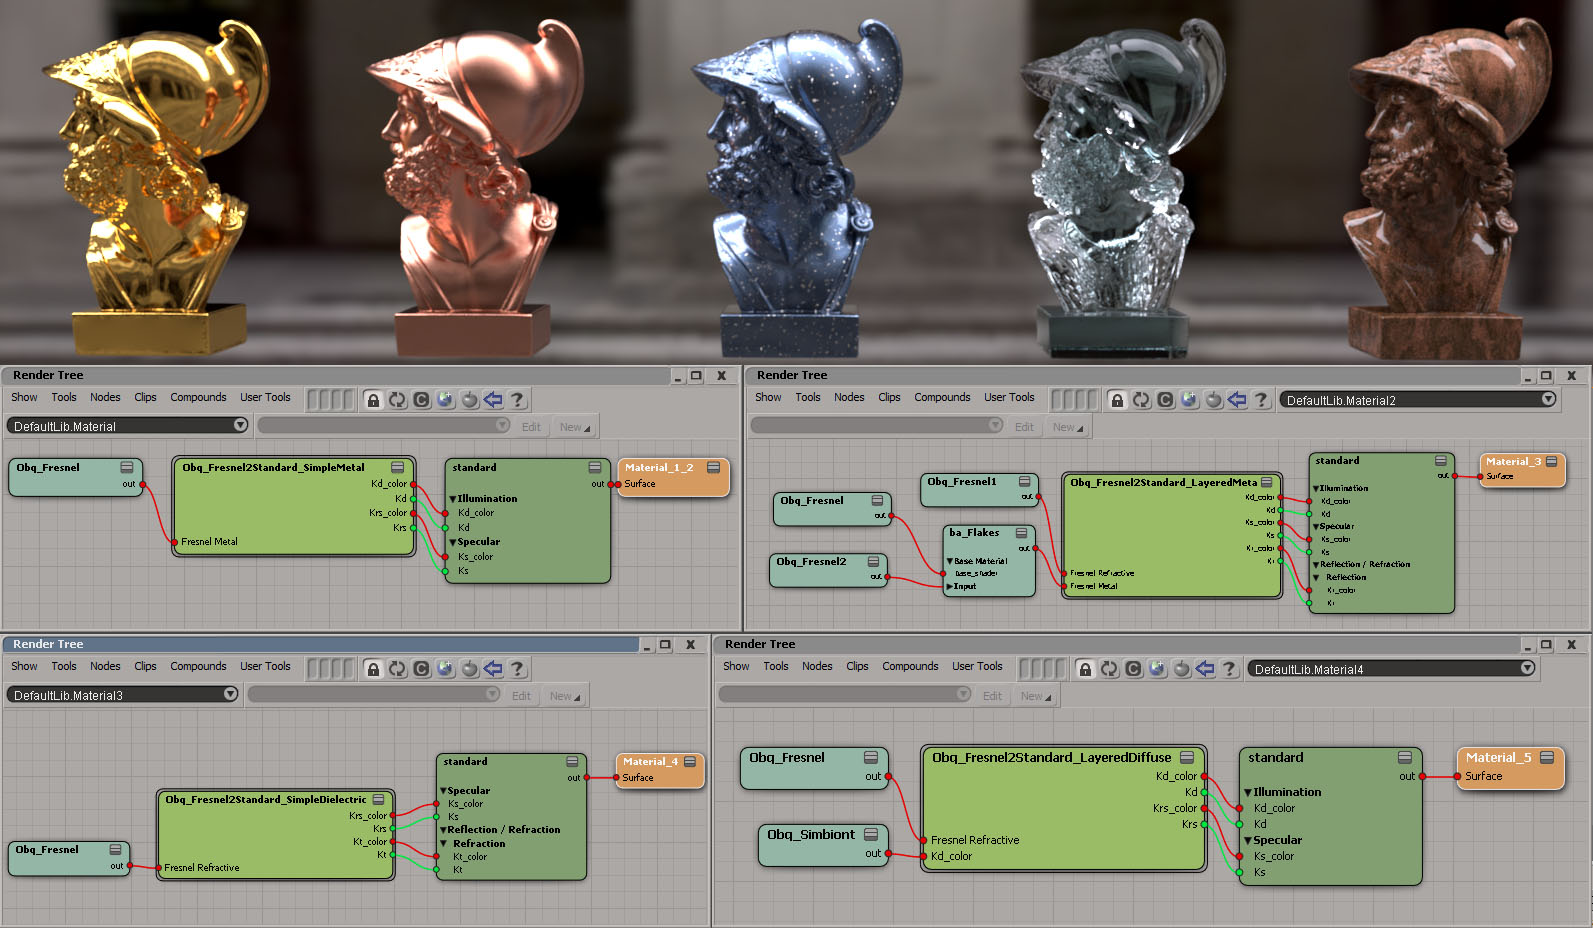 Render Tree
Show Tools Nodes Clips Compounds User Tools
DefaultLib.Material
Edit New
Obq_Fresnel
out
Obq_Fresnel2Standard_SimpleMetal
Kd_color
Kd
Krs_color
Krs
Fresnel Metal
standard
out
Illumination
Kd_color
Kd
Specular
Ks_color
Ks
Material_1_2
Surface
Render Tree
Show Tools Nodes Clips Compounds User Tools
DefaultLib.Material2
Edit New
Obq_Fresnel
out
Obq_Fresnel1
out
Obq_Fresnel2
out
ba_Flakes
out
Base Material
base_shader
Input
Obq_Fresnel2Standard_LayeredMeta
Kd_color
Kd
Ks_color
Ks
Kr_color
Kr
Fresnel Refractive
Fresnel Metal
standard
out
Illumination
Kd_color
Kd
Specular
Ks_color
Ks
Reflection / Refraction
Reflection
Kr_color
Kr
Material_3
Surface
Render Tree
Show Tools Nodes Clips Compounds User Tools
DefaultLib.Material3
Edit New
Obq_Fresnel
out
Obq_Fresnel2Standard_SimpleDielectric
Krs_color
Krs
Kt_color
Kt
Fresnel Refractive
standard
out
Specular
Ks_color
Ks
Reflection / Refraction
Refraction
Kt_color
Kt
Material_4
Surface
Render Tree
Show Tools Nodes Clips Compounds User Tools
DefaultLib.Material4
Edit New
Obq_Fresnel
out
Obq_Simbiont
out
Obq_Fresnel2Standard_LayeredDiffuse
Kd_color
Kd
Krs_color
Krs
Fresnel Refractive
Kd_color
standard
out
Illumination
Kd_color
Kd
Specular
Ks_color
Ks
Material_5
Surface